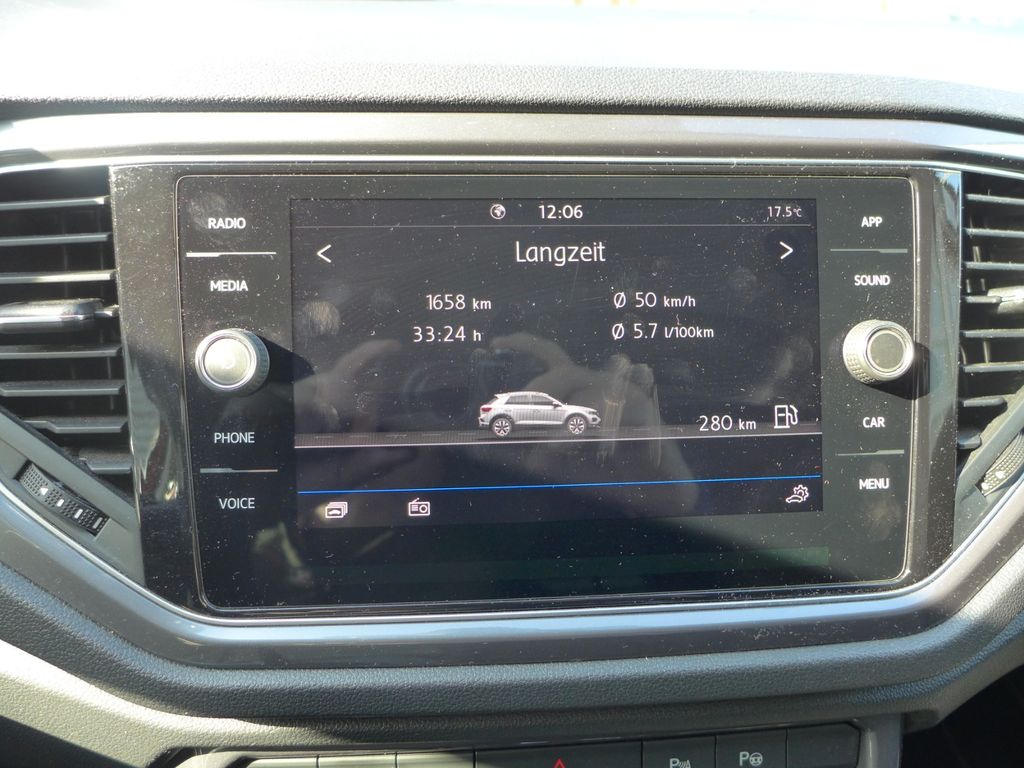 RADIO
MEDIA
PHONE
VOICE
12:06
17.5°C
< Langzeit >
1658 km
Ø 50 km/h
33:24 h
Ø 5.7 l/100km
280 km
APP
SOUND
CAR
MENU
P
P